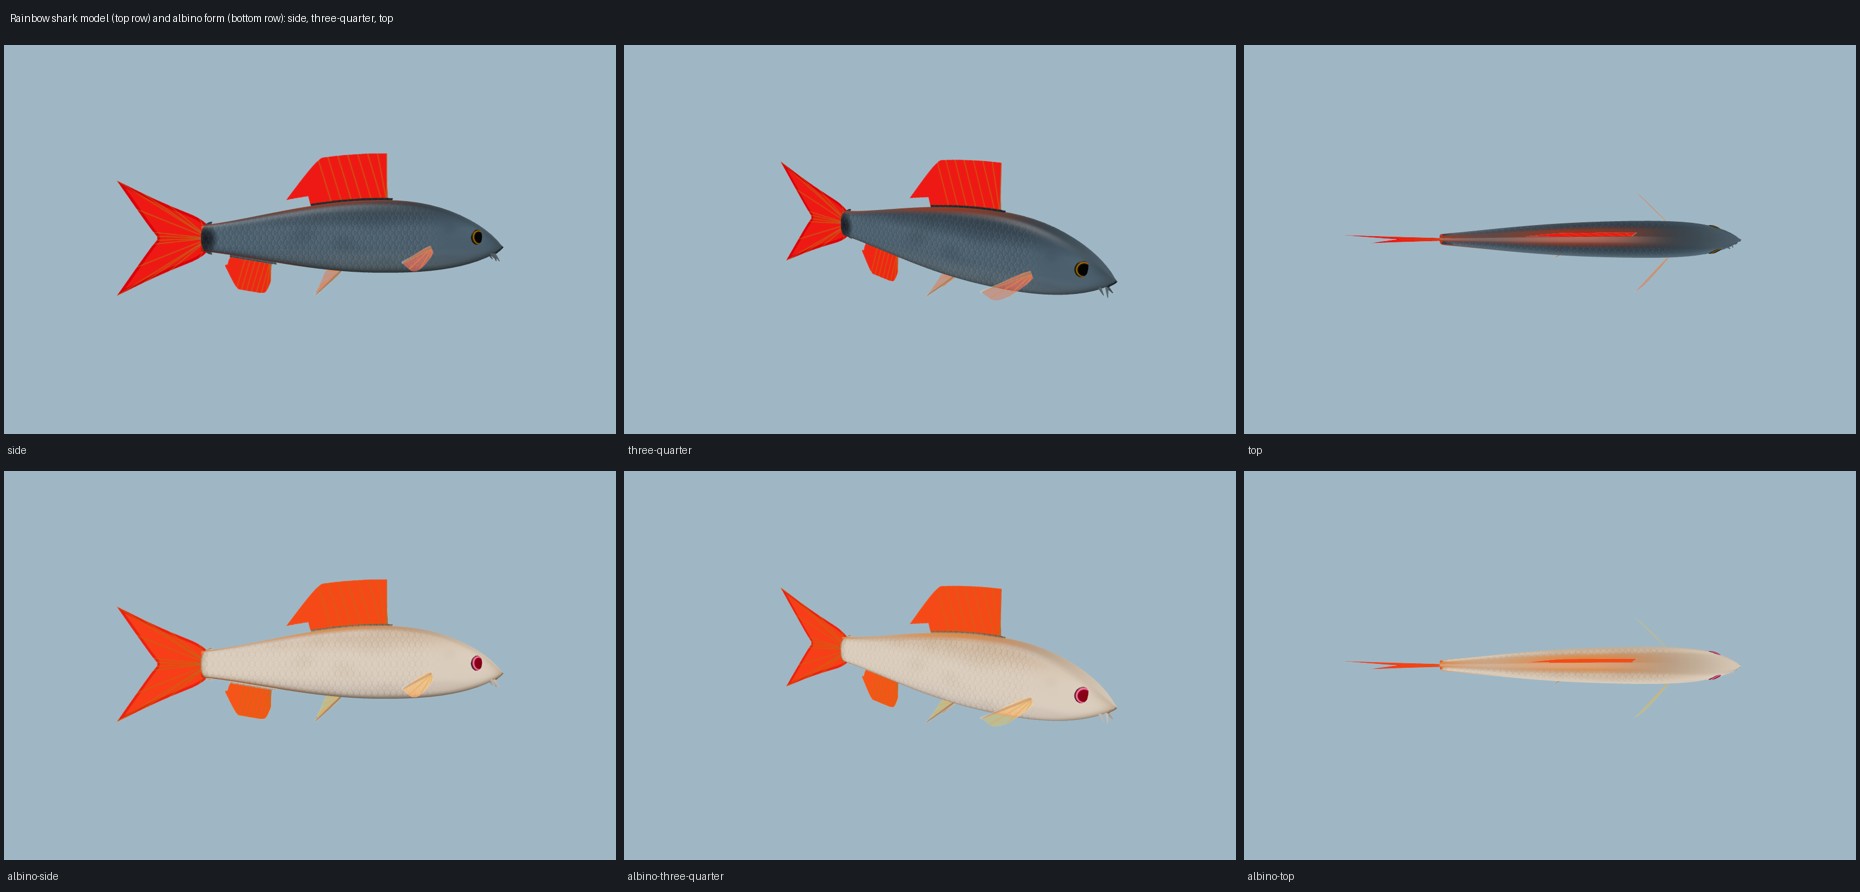 Rainbow shark model (top row) and albino form (bottom row): side, three-quarter, top
side
three-quarter
top
albino-side
albino-three-quarter
albino-top